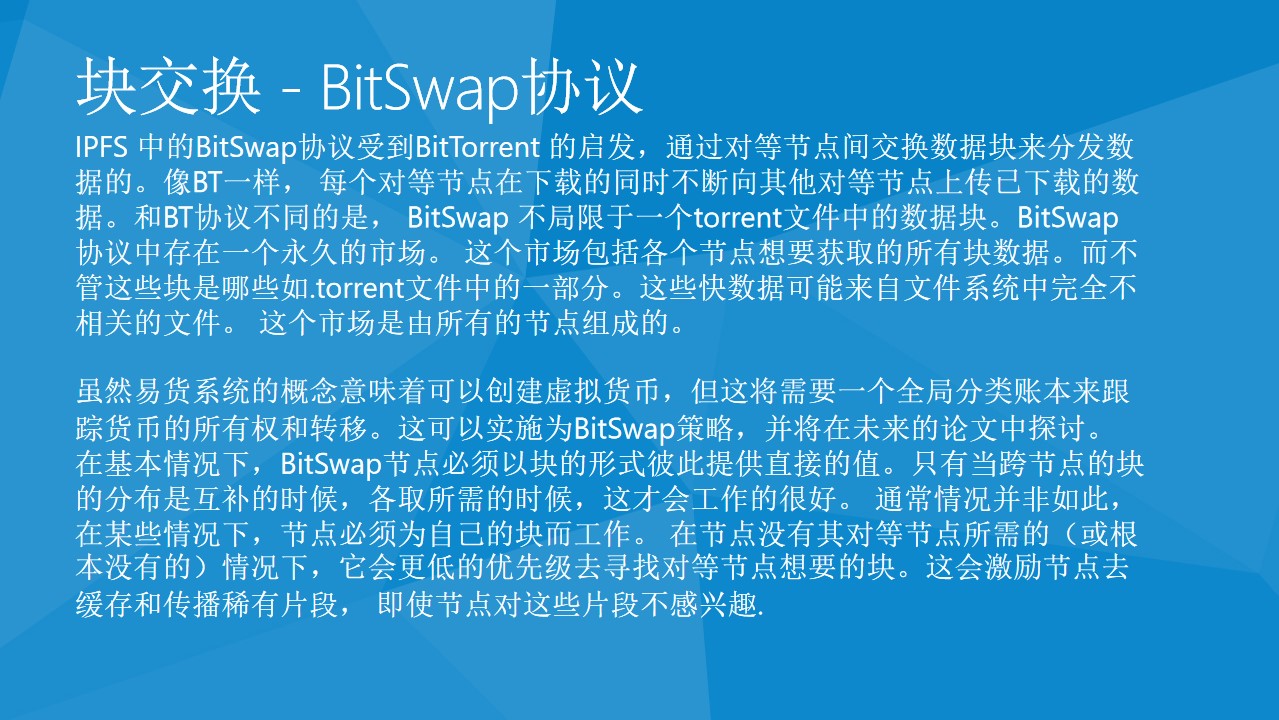 块交换 - BitSwap协议
IPFS 中的BitSwap协议受到BitTorrent 的启发，通过对等节点间交换数据块来分发数
据的。像BT一样， 每个对等节点在下载的同时不断向其他对等节点上传已下载的数
据。和BT协议不同的是， BitSwap 不局限于一个torrent文件中的数据块。BitSwap
协议中存在一个永久的市场。 这个市场包括各个节点想要获取的所有块数据。而不
管这些块是哪些如.torrent文件中的一部分。这些快数据可能来自文件系统中完全不
相关的文件。 这个市场是由所有的节点组成的。
虽然易货系统的概念意味着可以创建虚拟货币，但这将需要一个全局分类账本来跟
踪货币的所有权和转移。这可以实施为BitSwap策略，并将在未来的论文中探讨。
在基本情况下，BitSwap节点必须以块的形式彼此提供直接的值。只有当跨节点的块
的分布是互补的时候，各取所需的时候，这才会工作的很好。 通常情况并非如此，
在某些情况下，节点必须为自己的块而工作。 在节点没有其对等节点所需的（或根
本没有的）情况下，它会更低的优先级去寻找对等节点想要的块。这会激励节点去
缓存和传播稀有片段， 即使节点对这些片段不感兴趣.